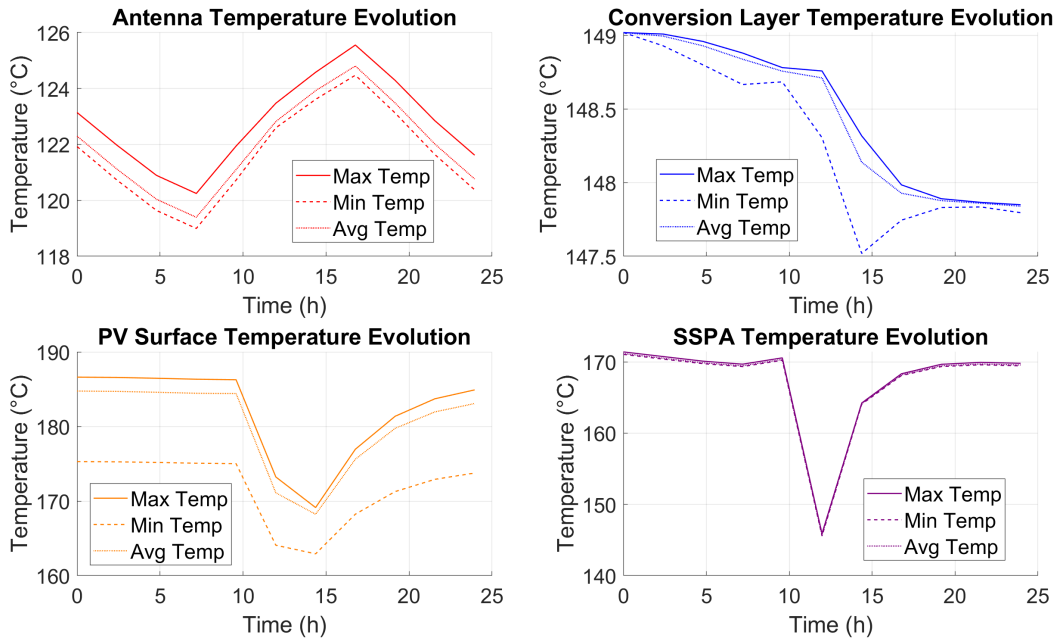 Antenna Temperature Evolution
126
124
122
120
118
Temperature (°C)
Max Temp
Min Temp
Avg Temp
0 5 10 15 20 25
Time (h)
Conversion Layer Temperature Evolution
149
148.5
148
147.5
Temperature (°C)
Max Temp
Min Temp
Avg Temp
0 5 10 15 20 25
Time (h)
PV Surface Temperature Evolution
190
180
170
160
Temperature (°C)
Max Temp
Min Temp
Avg Temp
0 5 10 15 20 25
Time (h)
SSPA Temperature Evolution
170
160
150
140
Temperature (°C)
Max Temp
Min Temp
Avg Temp
0 5 10 15 20 25
Time (h)